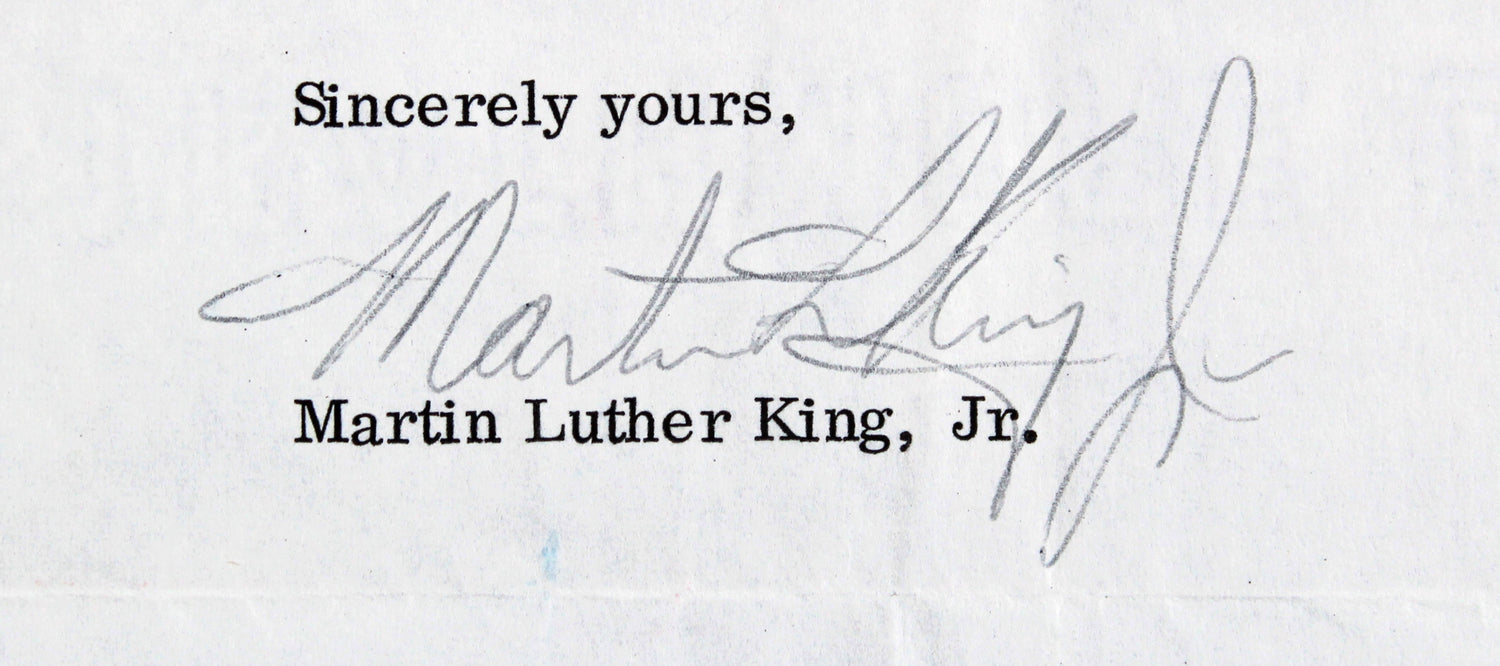 Sincerely yours,
Martin L King Jr
Martin Luther King, Jr.